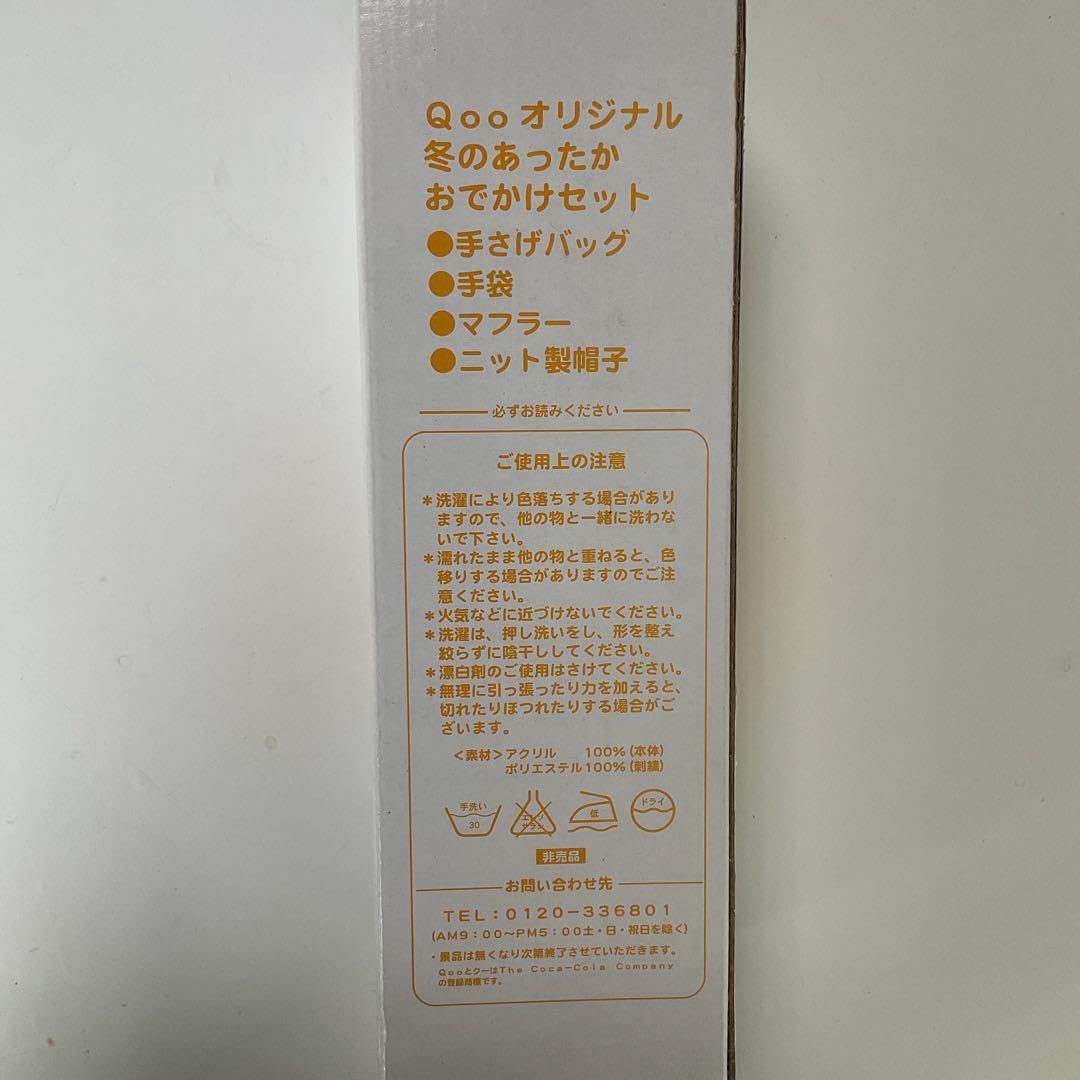 Qooオリジナル
冬のあったか
おでかけセット
●手さげバッグ
●手袋
●マフラー
●ニット製帽子
必ずお読みください
ご使用上の注意
＊洗濯により色落ちする場合があり
ますので、他の物と一緒に洗わな
いで下さい。
＊濡れたまま他の物と重ねると、色
移りする場合がありますのでご注
意ください。
＊火気などに近づけないでください。
＊洗濯は、押し洗いをし、形を整え
絞らずに陰干ししてください。
＊漂白剤のご使用はさけてください。
＊無理に引っ張ったり力を加えると、
切れたりほつれたりする場合がご
ざいます。
＜素材＞アクリル 100％(本体)
ポリエステル100％(刺繍)
手洗い 30 エンソ サラシ 低 ドライ
非売品
お問い合わせ先
TEL：0120−336801
(AM9：00〜PM5：00土・日・祝日を除く)
・景品は無くなり次第終了させていただきます。
QooとクーはThe Coca−Cola Company
の登録商標です。